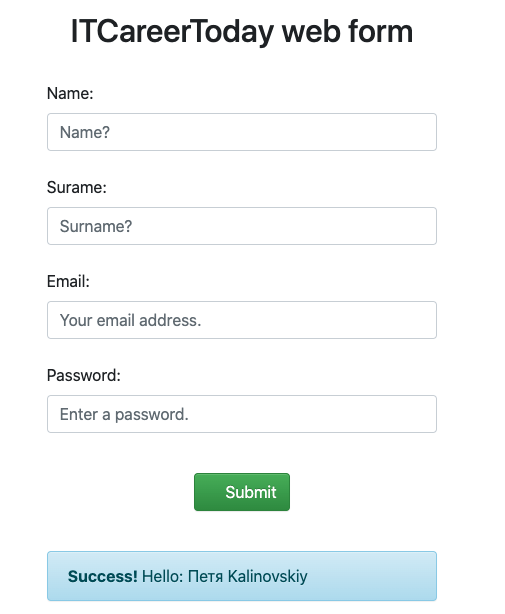 ITCareerToday web form
Name:
Name?
Surame:
Surname?
Email:
Your email address.
Password:
Enter a password.
Submit
Success! Hello: Петя Kalinovskiy